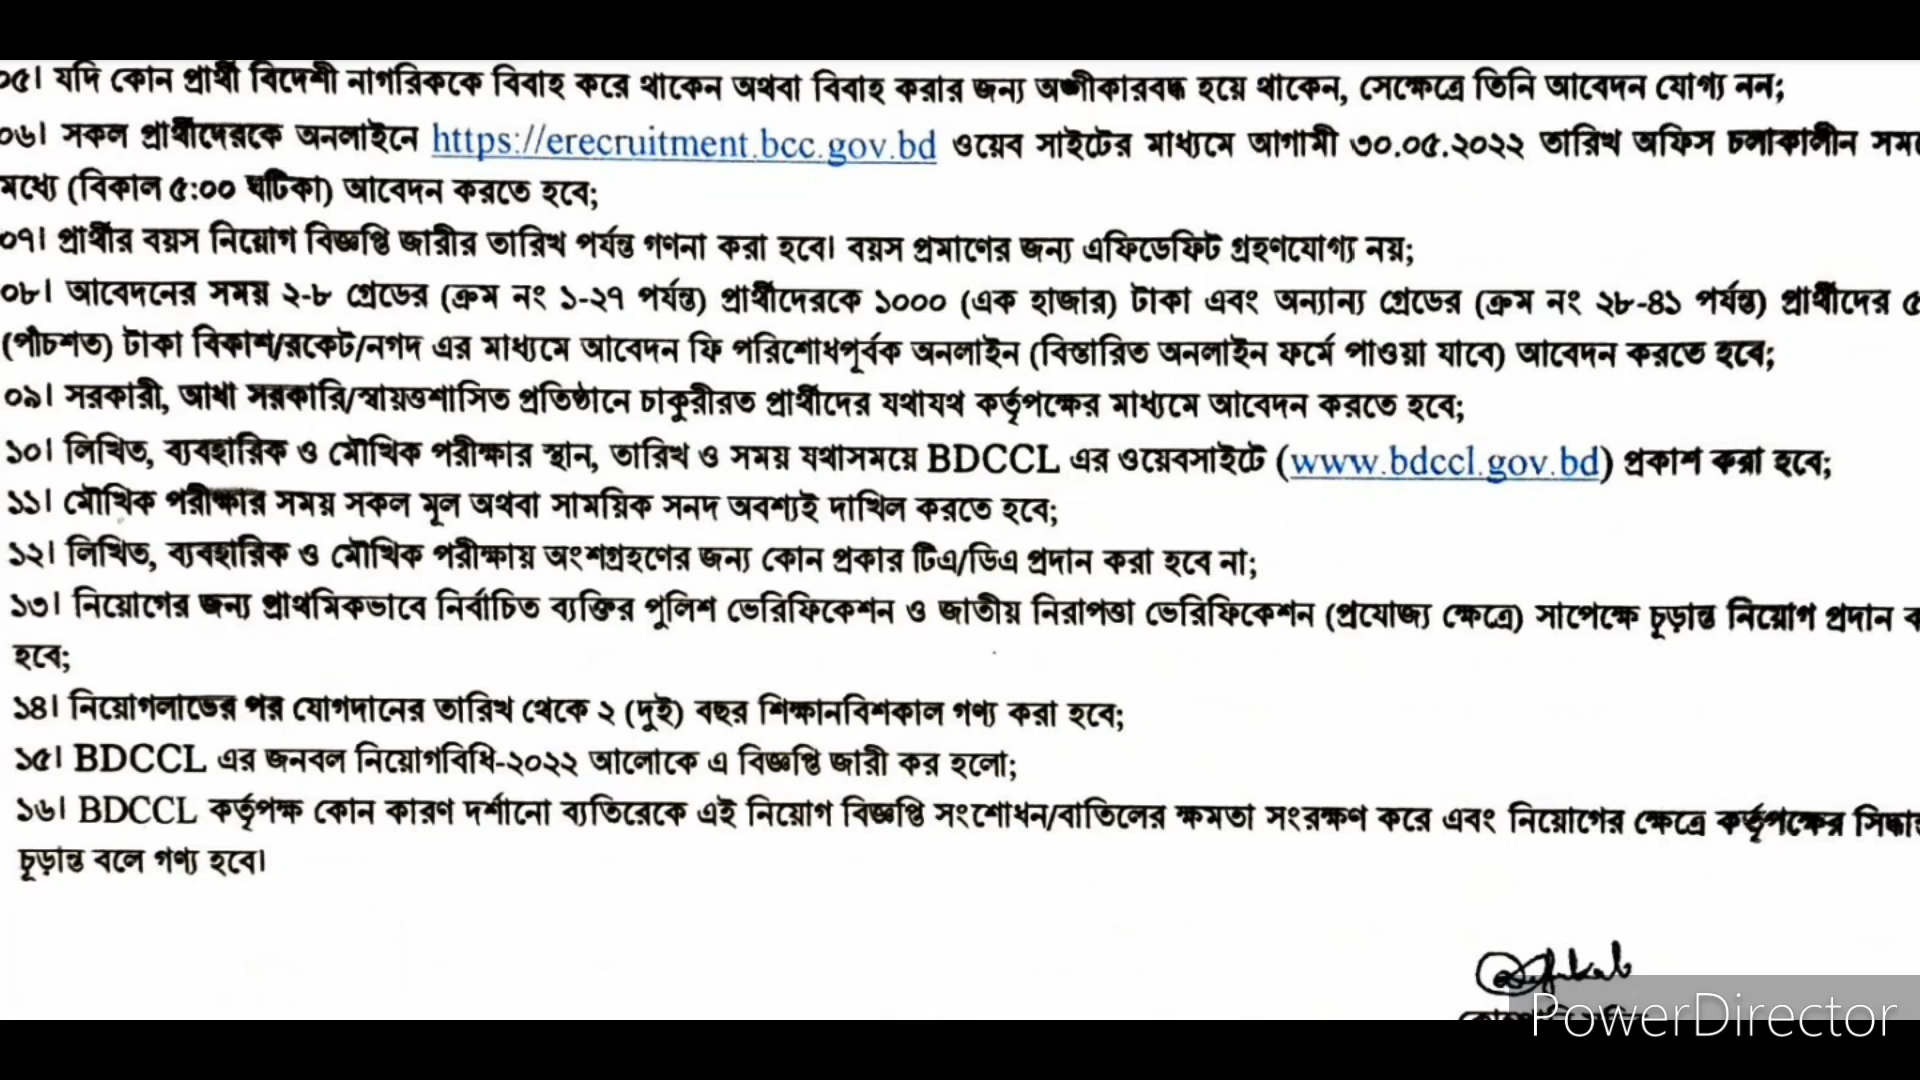 ০৫। যদি কোন প্রার্থী বিদেশী নাগরিককে বিবাহ করে থাকেন অথবা বিবাহ করার জন্য অঙ্গীকারবদ্ধ হয়ে থাকেন, সেক্ষেত্রে তিনি আবেদন যোগ্য নন;
০৬। সকল প্রার্থীদেরকে অনলাইনে https://erecruitment.bcc.gov.bd ওয়েব সাইটের মাধ্যমে আগামী ৩০.০৫.২০২২ তারিখ অফিস চলাকালীন
মধ্যে (বিকাল ৫:০০ ঘটিকা) আবেদন করতে হবে;
০৭। প্রার্থীর বয়স নিয়োগ বিজ্ঞপ্তি জারীর তারিখ পর্যন্ত গণনা করা হবে। বয়স প্রমাণের জন্য এফিডেফিট গ্রহণযোগ্য নয়;
০৮। আবেদনের সময় ২-৮ গ্রেডের (ক্রম নং ১-২৭ পর্যন্ত) প্রার্থীদেরকে ১০০০ (এক হাজার) টাকা এবং অন্যান্য গ্রেডের (ক্রম নং ২৮-৪১ পর্যন্ত) প্রার্থীদের
(পাঁচশত) টাকা বিকাশ/রকেট/নগদ এর মাধ্যমে আবেদন ফি পরিশোধপূর্বক অনলাইন (বিস্তারিত অনলাইন ফর্মে পাওয়া যাবে) আবেদন করতে হবে;
০৯। সরকারী, আধা সরকারি/স্বায়ত্তশাসিত প্রতিষ্ঠানে চাকুরীরত প্রার্থীদের যথাযথ কর্তৃপক্ষের মাধ্যমে আবেদন করতে হবে;
১০। লিখিত, ব্যবহারিক ও মৌখিক পরীক্ষার স্থান, তারিখ ও সময় যথাসময়ে BDCCL এর ওয়েবসাইটে (www.bdccl.gov.bd) প্রকাশ করা হবে;
১১। মৌখিক পরীক্ষার সময় সকল মূল অথবা সাময়িক সনদ অবশ্যই দাখিল করতে হবে;
১২। লিখিত, ব্যবহারিক ও মৌখিক পরীক্ষায় অংশগ্রহণের জন্য কোন প্রকার টিএ/ডিএ প্রদান করা হবে না;
১৩। নিয়োগের জন্য প্রাথমিকভাবে নির্বাচিত ব্যক্তির পুলিশ ভেরিফিকেশন ও জাতীয় নিরাপত্তা ভেরিফিকেশন (প্রযোজ্য ক্ষেত্রে) সাপেক্ষে চূড়ান্ত নিয়োগ প্রদান
হবে;
১৪। নিয়োগলাভের পর যোগদানের তারিখ থেকে ২ (দুই) বছর শিক্ষানবিশকাল গণ্য করা হবে;
১৫। BDCCL এর জনবল নিয়োগবিধি-২০২২ আলোকে এ বিজ্ঞপ্তি জারী কর হলো;
১৬। BDCCL কর্তৃপক্ষ কোন কারণ দর্শানো ব্যতিরেকে এই নিয়োগ বিজ্ঞপ্তি সংশোধন/বাতিলের ক্ষমতা সংরক্ষণ করে এবং নিয়োগের ক্ষেত্রে কর্তৃপক্ষের
চূড়ান্ত বলে গণ্য হবে।
PowerDirector